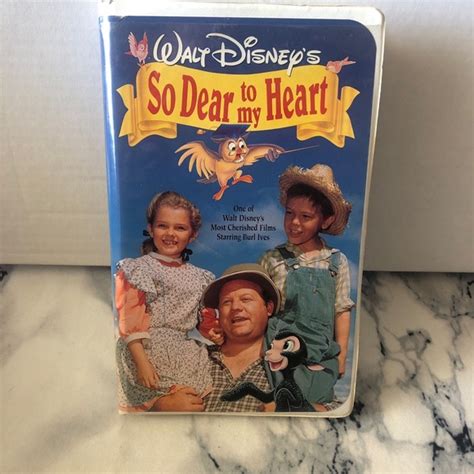 WALT DISNEY'S
So Dear to my Heart
One of
Walt Disney's
Most Cherished Films
Starring Burl Ives